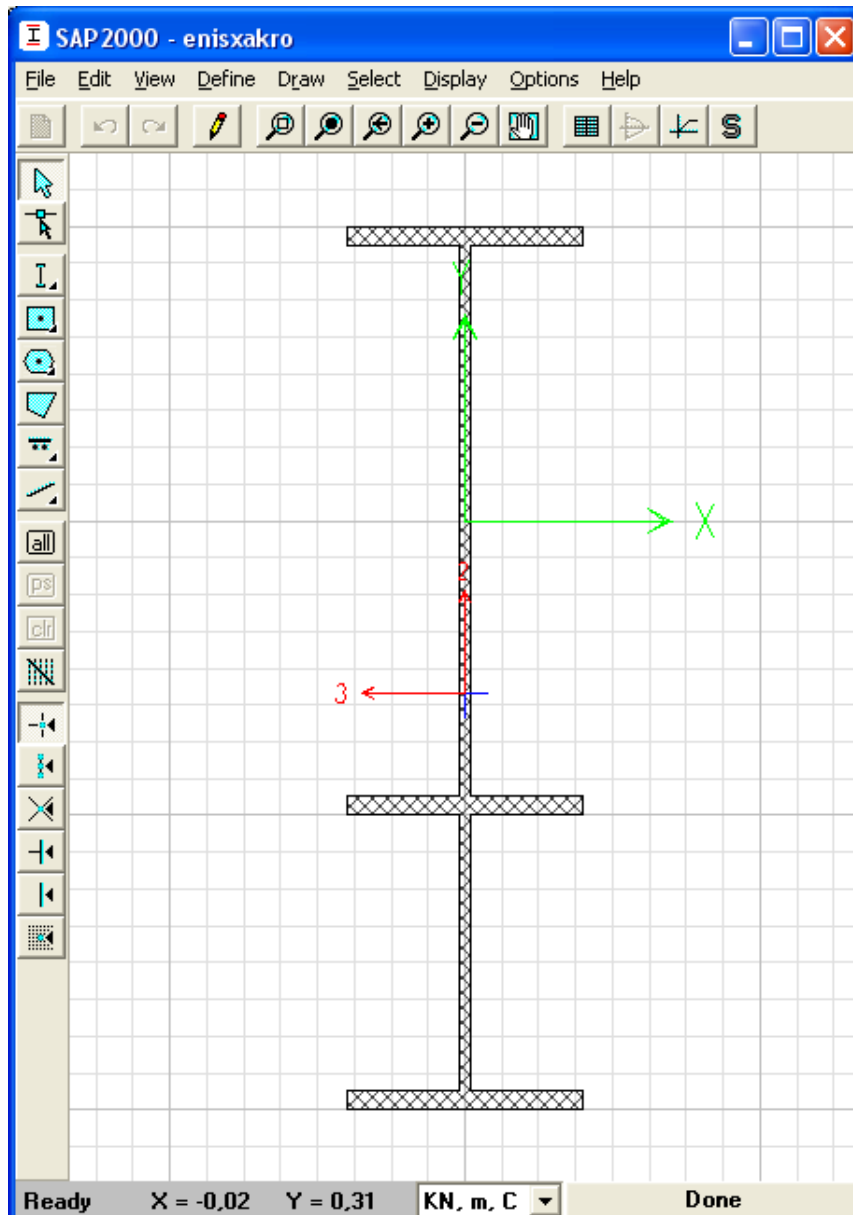 SAP2000 - enisxakro
File Edit View Define Draw Select Display Options Help
S
Y
X
2
3
all
ps
clr
Ready X = -0,02 Y = 0,31 KN, m, C Done